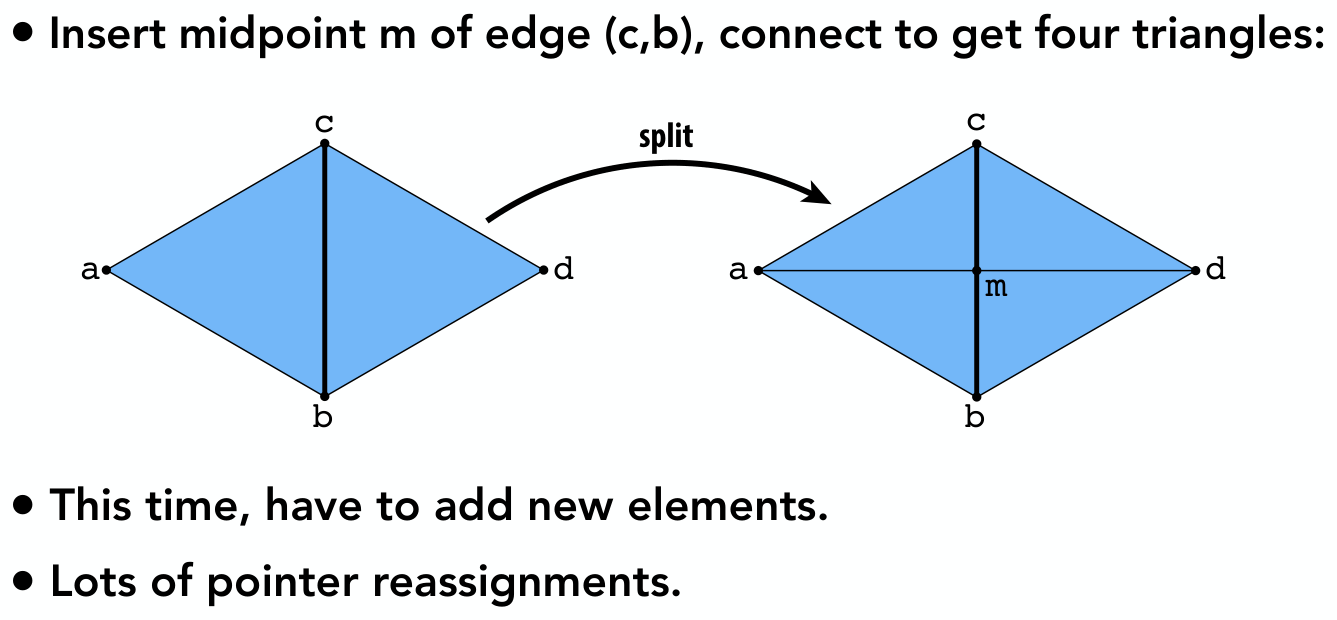 • Insert midpoint m of edge (c,b), connect to get four triangles:
c
split
c
a
d
a
m
d
b
b
• This time, have to add new elements.
• Lots of pointer reassignments.